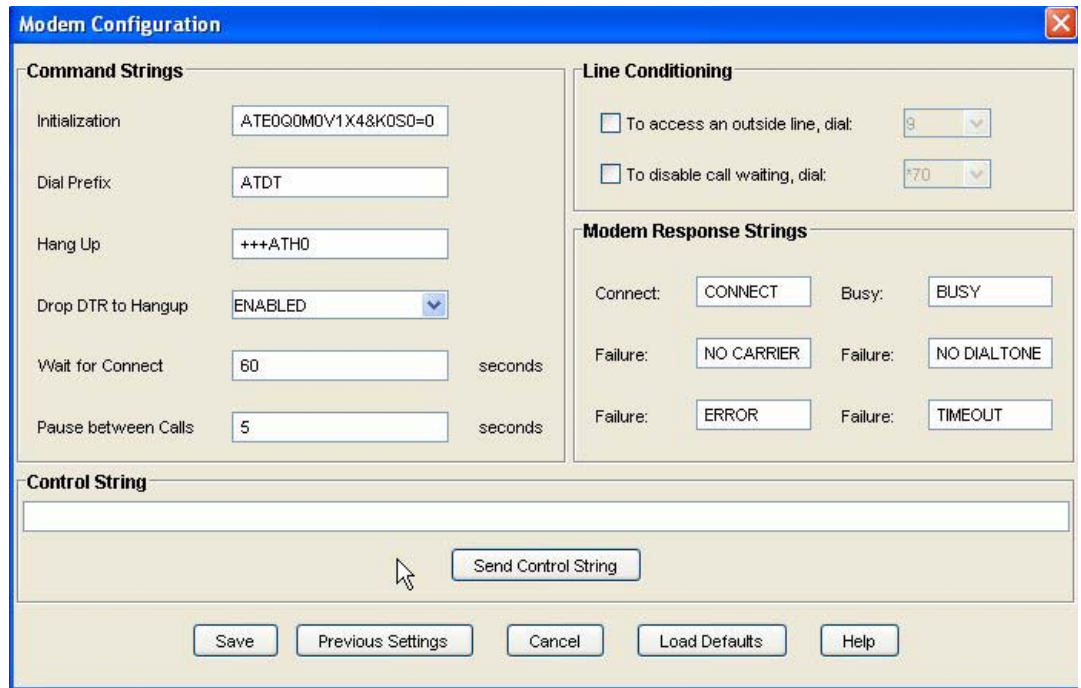 Modem Configuration
Command Strings
Initialization ATE0Q0M0V1X4&K0S0=0
Dial Prefix ATDT
Hang Up +++ATH0
Drop DTR to Hangup ENABLED
Wait for Connect 60 seconds
Pause between Calls 5 seconds
Line Conditioning
To access an outside line, dial: 9
To disable call waiting, dial: *70
Modem Response Strings
Connect: CONNECT Busy: BUSY
Failure: NO CARRIER Failure: NO DIALTONE
Failure: ERROR Failure: TIMEOUT
Control String
Send Control String
Save Previous Settings Cancel Load Defaults Help